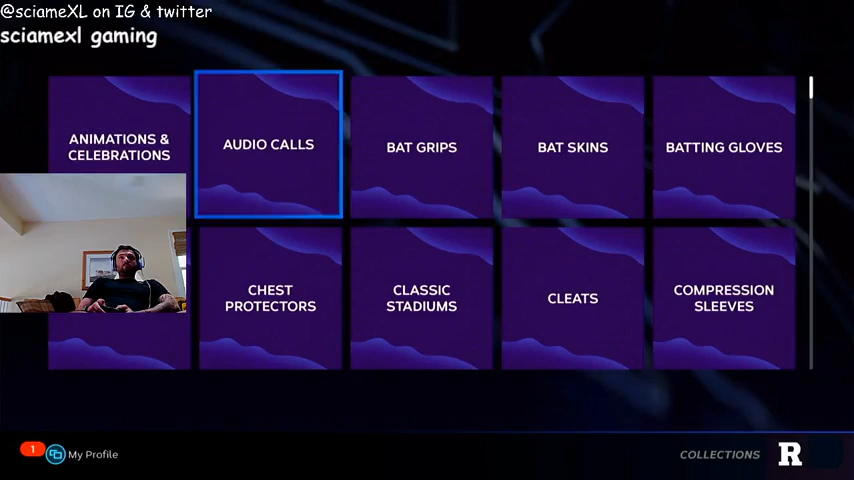 @sciameXL on IG & twitter
sciamexl gaming
ANIMATIONS &
CELEBRATIONS
AUDIO CALLS
BAT GRIPS
BAT SKINS
BATTING GLOVES
CHEST
PROTECTORS
CLASSIC
STADIUMS
CLEATS
COMPRESSION
SLEEVES
1
My Profile
COLLECTIONS
R